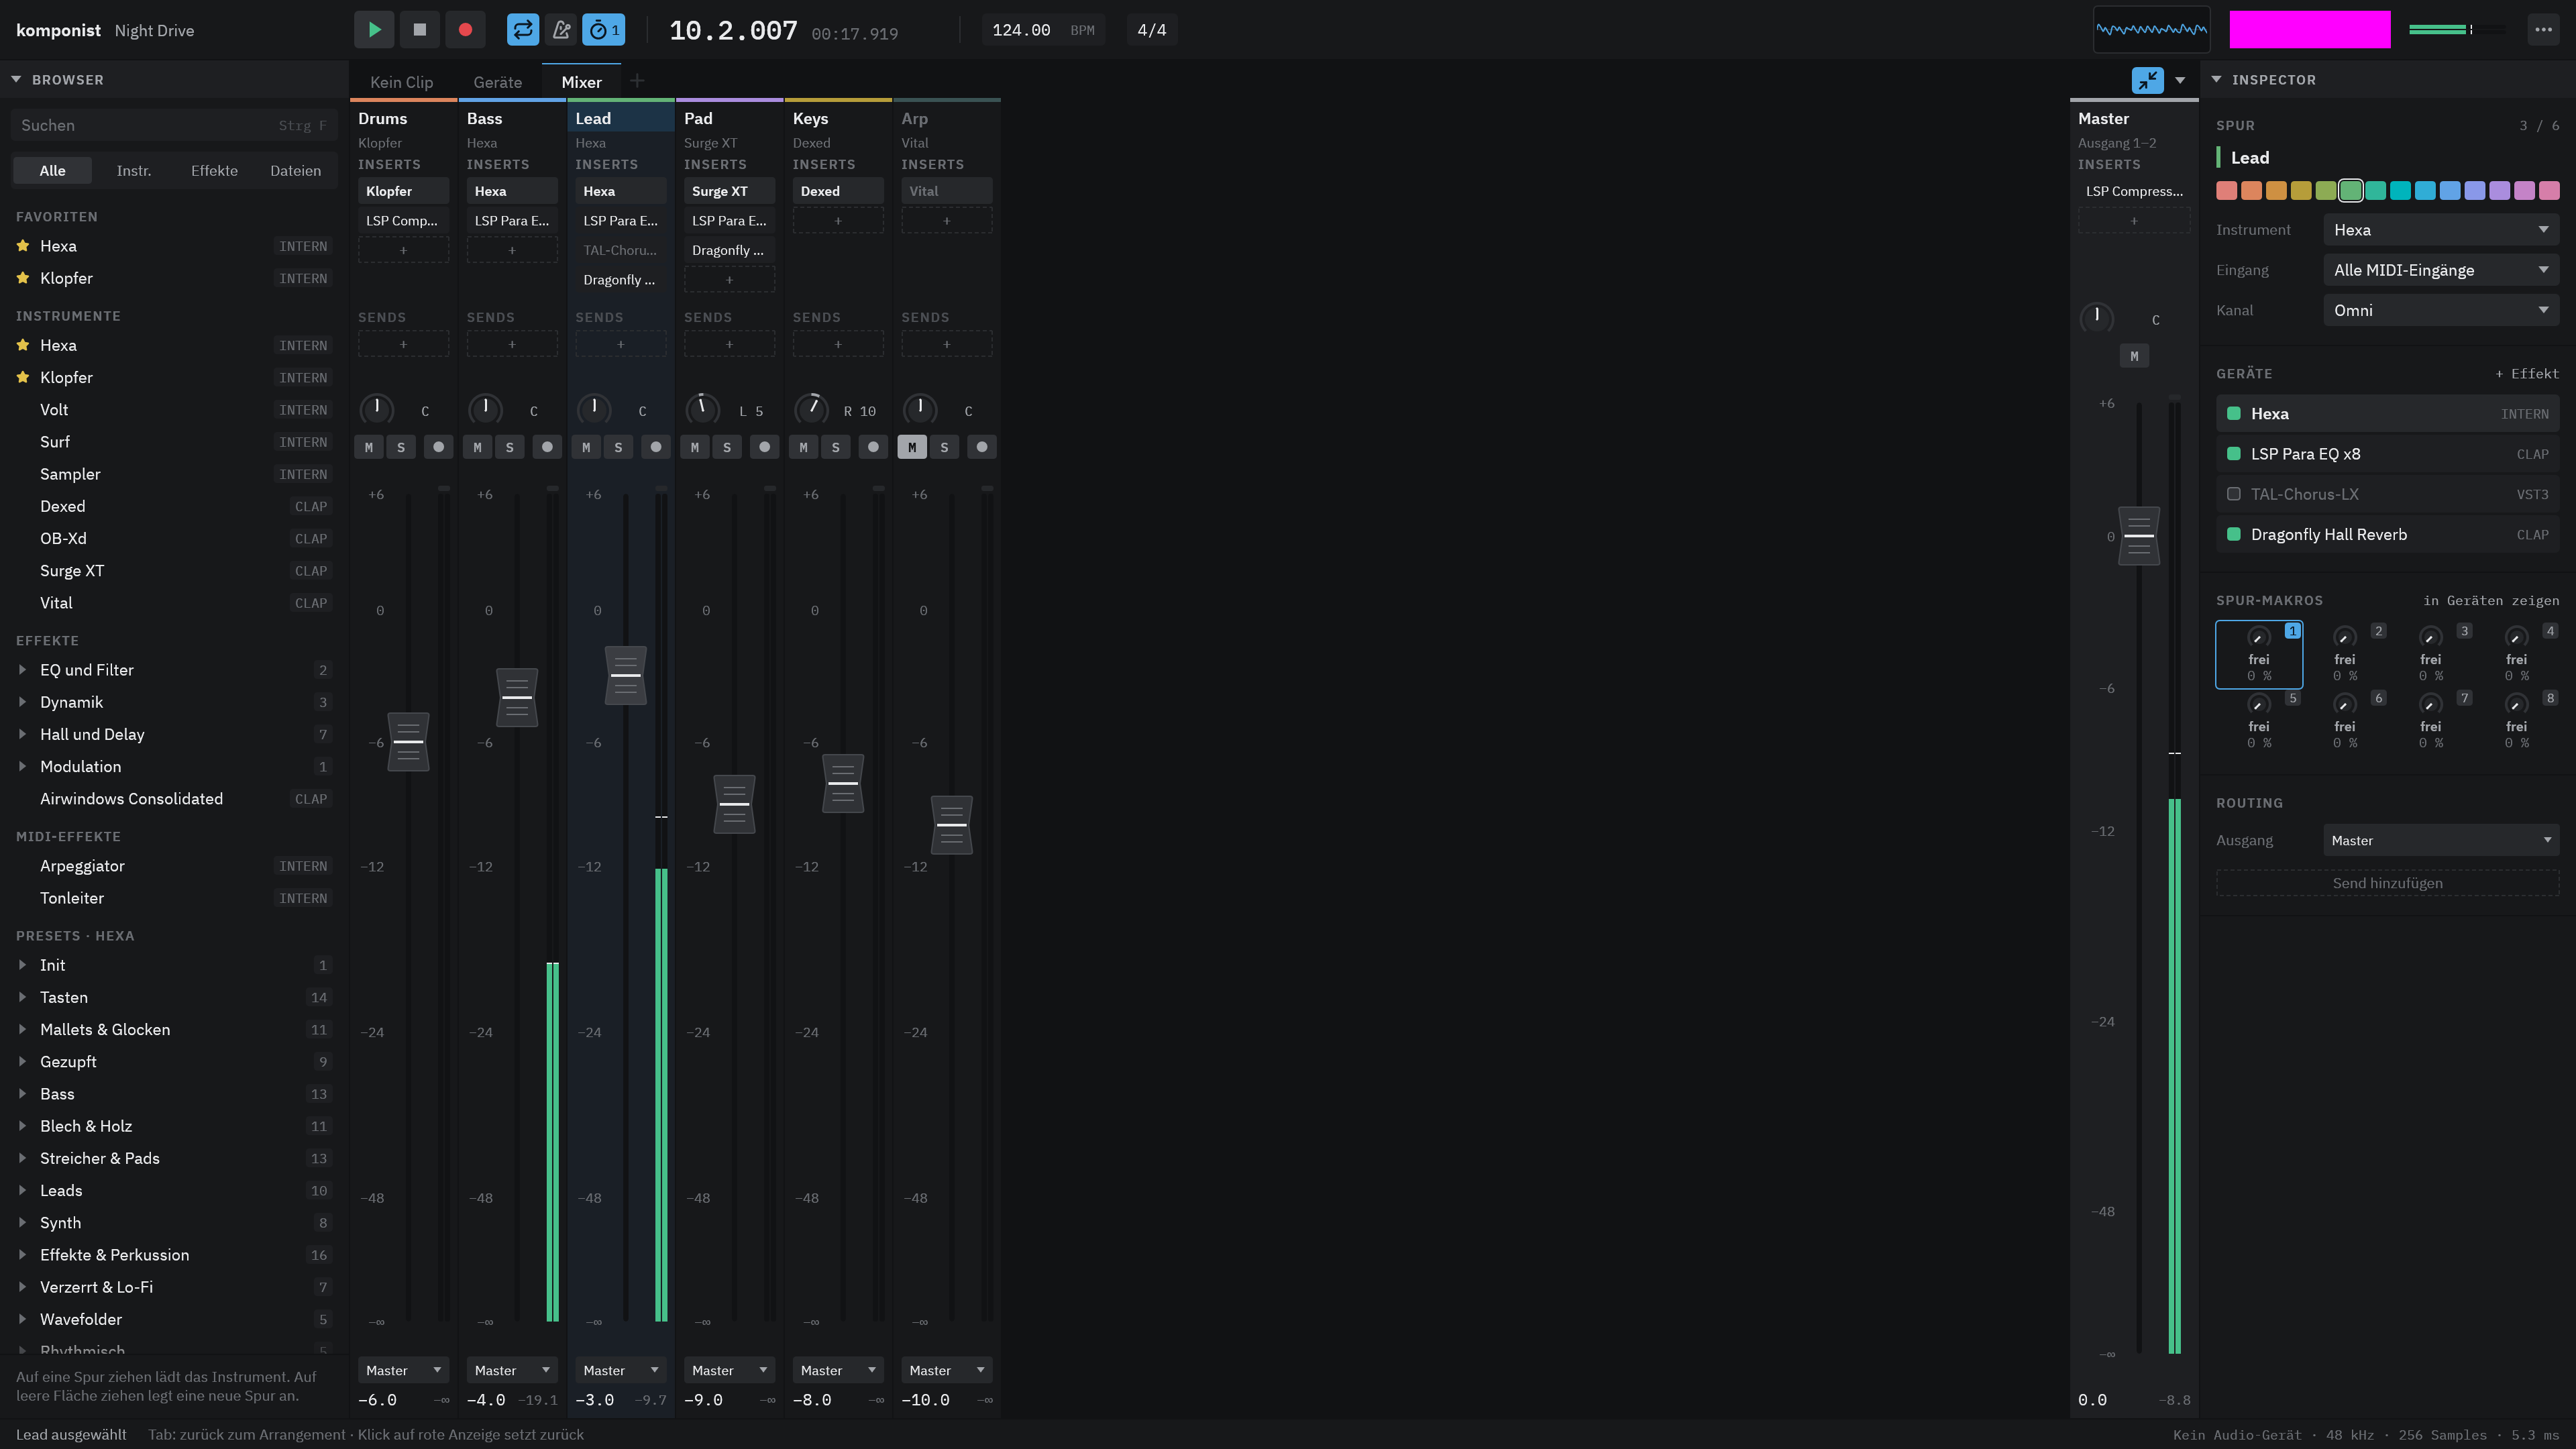 komponist Night Drive
1
10.2.007 00:17.919
124.00 BPM 4/4
BROWSER
Suchen Strg F
Alle Instr. Effekte Dateien
FAVORITEN
Hexa INTERN
Klopfer INTERN
INSTRUMENTE
Hexa INTERN
Klopfer INTERN
Volt INTERN
Surf INTERN
Sampler INTERN
Dexed CLAP
OB-Xd CLAP
Surge XT CLAP
Vital CLAP
EFFEKTE
EQ und Filter 2
Dynamik 3
Hall und Delay 7
Modulation 1
Airwindows Consolidated CLAP
MIDI-EFFEKTE
Arpeggiator INTERN
Tonleiter INTERN
PRESETS · HEXA
Init 1
Tasten 14
Mallets & Glocken 11
Gezupft 9
Bass 13
Blech & Holz 11
Streicher & Pads 13
Leads 10
Synth 8
Effekte & Perkussion 16
Verzerrt & Lo-Fi 7
Wavefolder 5
Rhythmisch 5
Auf eine Spur ziehen lädt das Instrument. Auf
leere Fläche ziehen legt eine neue Spur an.
Kein Clip Geräte Mixer +
Drums
Klopfer
INSERTS
Klopfer
LSP Comp...
+
SENDS
+
C
M S
+6
0
−6
−12
−24
−48
−∞
Master
−6.0 −∞
Bass
Hexa
INSERTS
Hexa
LSP Para E...
+
SENDS
+
C
M S
+6
0
−6
−12
−24
−48
−∞
Master
−4.0 −19.1
Lead
Hexa
INSERTS
Hexa
LSP Para E...
TAL-Choru...
Dragonfly ...
SENDS
+
C
M S
+6
0
−6
−12
−24
−48
−∞
Master
−3.0 −9.7
Pad
Surge XT
INSERTS
Surge XT
LSP Para E...
Dragonfly ...
+
SENDS
+
L 5
M S
+6
0
−6
−12
−24
−48
−∞
Master
−9.0 −∞
Keys
Dexed
INSERTS
Dexed
+
SENDS
+
R 10
M S
+6
0
−6
−12
−24
−48
−∞
Master
−8.0 −∞
Arp
Vital
INSERTS
Vital
+
SENDS
+
C
M S
+6
0
−6
−12
−24
−48
−∞
Master
−10.0 −∞
Master
Ausgang 1–2
INSERTS
LSP Compress...
+
C
M
+6
0
−6
−12
−24
−48
−∞
0.0 −8.8
INSPECTOR
SPUR 3 / 6
Lead
Instrument Hexa
Eingang Alle MIDI-Eingänge
Kanal Omni
GERÄTE + Effekt
Hexa INTERN
LSP Para EQ x8 CLAP
TAL-Chorus-LX VST3
Dragonfly Hall Reverb CLAP
SPUR-MAKROS in Geräten zeigen
1 2 3 4
frei frei frei frei
0 % 0 % 0 % 0 %
5 6 7 8
frei frei frei frei
0 % 0 % 0 % 0 %
ROUTING
Ausgang Master
Send hinzufügen
Lead ausgewählt Tab: zurück zum Arrangement · Klick auf rote Anzeige setzt zurück
Kein Audio-Gerät · 48 kHz · 256 Samples · 5.3 ms